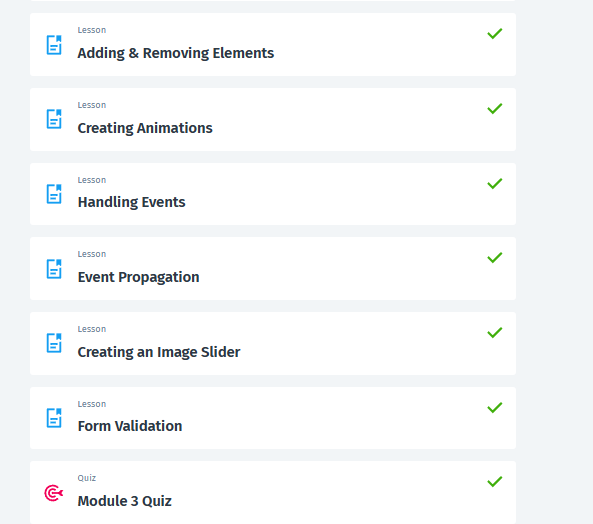 Lesson
Adding & Removing Elements
Lesson
Creating Animations
Lesson
Handling Events
Lesson
Event Propagation
Lesson
Creating an Image Slider
Lesson
Form Validation
Quiz
Module 3 Quiz